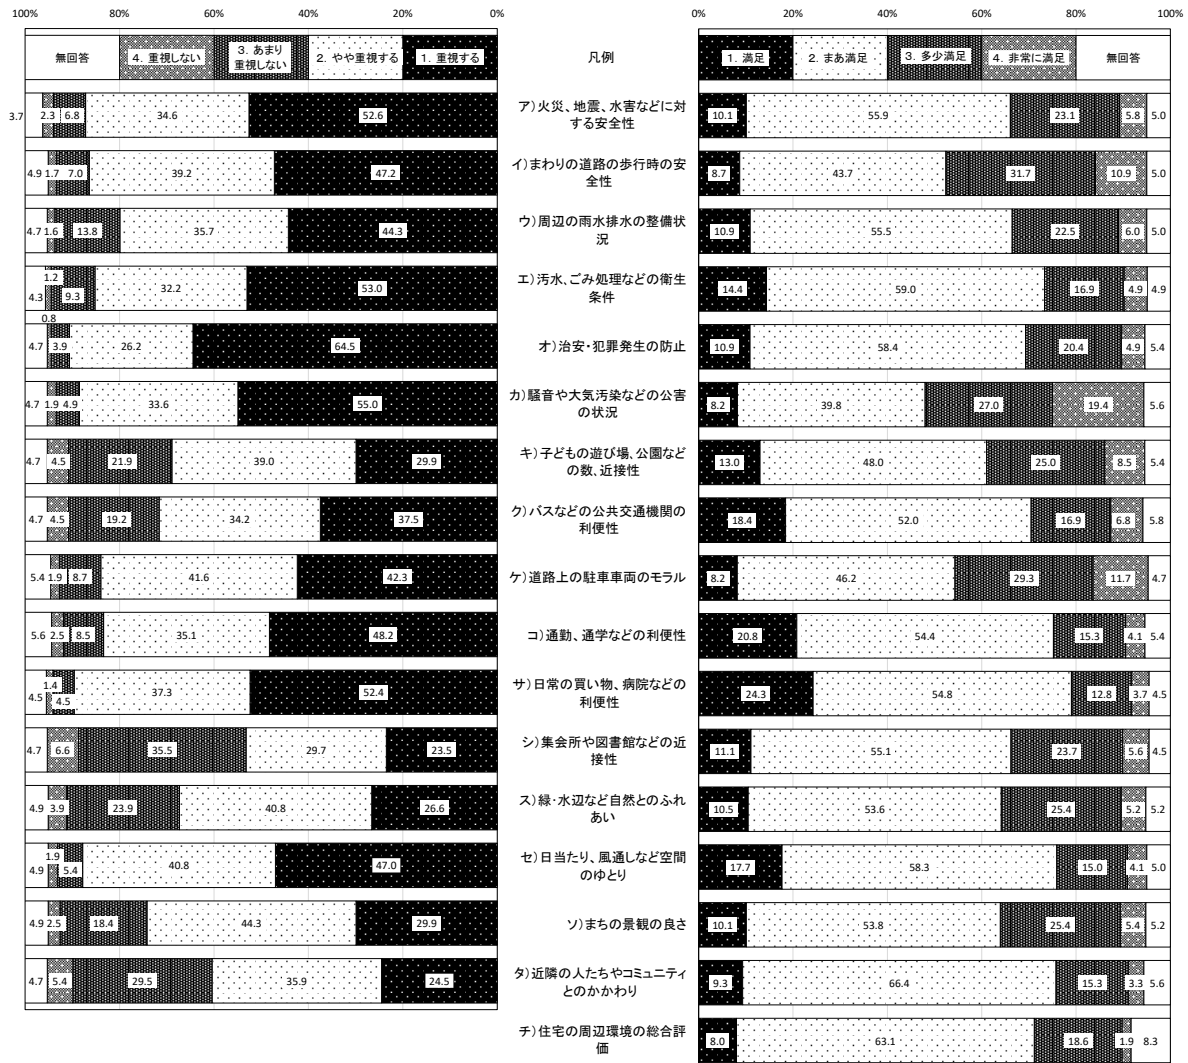 100% 80% 60% 40% 20% 0% 0% 20% 40% 60% 80% 100%
無回答 4. 重視しない 3. あまり重視しない 2. やや重視する 1. 重視する 凡例 1. 満足 2. まあ満足 3. 多少満足 4. 非常に満足 無回答
3.7 2.3 6.8 34.6 52.6 ア)火災、地震、水害などに対する安全性 10.1 55.9 23.1 5.8 5.0
4.9 1.7 7.0 39.2 47.2 イ)まわりの道路の歩行時の安全性 8.7 43.7 31.7 10.9 5.0
4.7 1.6 13.8 35.7 44.3 ウ)周辺の雨水排水の整備状況 10.9 55.5 22.5 6.0 5.0
4.3 1.2 9.3 32.2 53.0 エ)汚水、ごみ処理などの衛生条件 14.4 59.0 16.9 4.9 4.9
4.7 0.8 3.9 26.2 64.5 オ)治安・犯罪発生の防止 10.9 58.4 20.4 4.9 5.4
4.7 1.9 4.9 33.6 55.0 カ)騒音や大気汚染などの公害の状況 8.2 39.8 27.0 19.4 5.6
4.7 4.5 21.9 39.0 29.9 キ)子どもの遊び場、公園などの数、近接性 13.0 48.0 25.0 8.5 5.4
4.7 4.5 19.2 34.2 37.5 ク)バスなどの公共交通機関の利便性 18.4 52.0 16.9 6.8 5.8
5.4 1.9 8.7 41.6 42.3 ケ)道路上の駐車車両のモラル 8.2 46.2 29.3 11.7 4.7
5.6 2.5 8.5 35.1 48.2 コ)通勤、通学などの利便性 20.8 54.4 15.3 4.1 5.4
4.5 1.4 4.5 37.3 52.4 サ)日常の買い物、病院などの利便性 24.3 54.8 12.8 3.7 4.5
4.7 6.6 35.5 29.7 23.5 シ)集会所や図書館などの近接性 11.1 55.1 23.7 5.6 4.5
4.9 3.9 23.9 40.8 26.6 ス)緑・水辺など自然とのふれあい 10.5 53.6 25.4 5.2 5.2
4.9 1.9 5.4 40.8 47.0 セ)日当たり、風通しなど空間のゆとり 17.7 58.3 15.0 4.1 5.0
4.9 2.5 18.4 44.3 29.9 ソ)まちの景観の良さ 10.1 53.8 25.4 5.4 5.2
4.7 5.4 29.5 35.9 24.5 タ)近隣の人たちやコミュニティとのかかわり 9.3 66.4 15.3 3.3 5.6
チ)住宅の周辺環境の総合評価 8.0 63.1 18.6 1.9 8.3